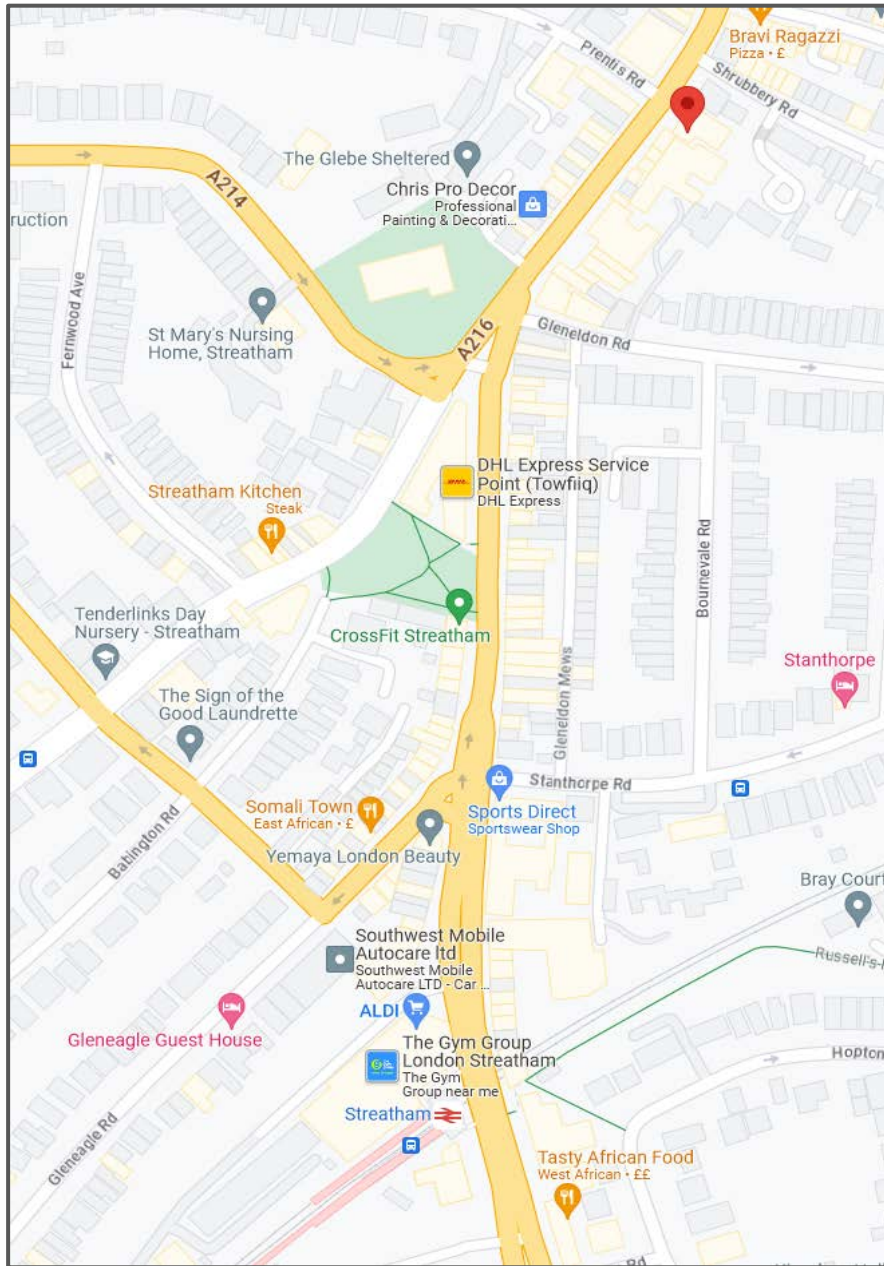 Bravi Ragazzi
Pizza • £
Prentis Rd
Shrubbery Rd
The Glebe Sheltered
A214
Chris Pro Decor
Professional
Painting & Decorati...
ruction
Fernwood Ave
St Mary's Nursing
Home, Streatham
A216
Gleneldon Rd
DHL Express Service
Point (Towfiiq)
DHL Express
Streatham Kitchen
Steak
Bournevale Rd
Tenderlinks Day
Nursery - Streatham
CrossFit Streatham
Gleneldon Mews
Stanthorpe
The Sign of the
Good Laundrette
Stanthorpe Rd
Babington Rd
Somali Town
East African • £
Sports Direct
Sportswear Shop
Yemaya London Beauty
Bray Court
Southwest Mobile
Autocare ltd
Southwest Mobile
Autocare LTD - Car ...
Russell's-
ALDI
Gleneagle Guest House
The Gym Group
London Streatham
The Gym
Group near me
Hopton
Streatham
Gleneagle Rd
Tasty African Food
West African • ££
Rd